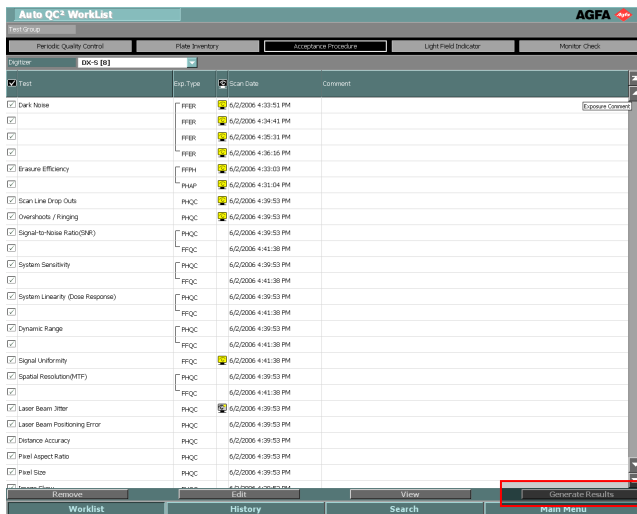 Auto QC² WorkList
AGFA
Test Group
Periodic Quality Control Plate Inventory Acceptance Procedure Light Field Indicator Monitor Check
Digitizer DX-S [8]
Test Exp.Type Scan Date Comment
Dark Noise FFER 6/2/2006 4:33:51 PM Exposure Comment
FFER 6/2/2006 4:34:41 PM
FFER 6/2/2006 4:35:31 PM
FFER 6/2/2006 4:36:16 PM
Erasure Efficiency FFPH 6/2/2006 4:33:03 PM
PHAP 6/2/2006 4:31:04 PM
Scan Line Drop Outs PHQC 6/2/2006 4:39:53 PM
Overshoots / Ringing PHQC 6/2/2006 4:39:53 PM
Signal-to-Noise Ratio(SNR) PHQC 6/2/2006 4:39:53 PM
FFQC 6/2/2006 4:41:38 PM
System Sensitivity PHQC 6/2/2006 4:39:53 PM
FFQC 6/2/2006 4:41:38 PM
System Linearity (Dose Response) PHQC 6/2/2006 4:39:53 PM
FFQC 6/2/2006 4:41:38 PM
Dynamic Range PHQC 6/2/2006 4:39:53 PM
FFQC 6/2/2006 4:41:38 PM
Signal Uniformity FFQC 6/2/2006 4:41:38 PM
Spatial Resolution(MTF) PHQC 6/2/2006 4:39:53 PM
FFQC 6/2/2006 4:41:38 PM
Laser Beam Jitter PHQC 6/2/2006 4:39:53 PM
Laser Beam Positioning Error PHQC 6/2/2006 4:39:53 PM
Distance Accuracy PHQC 6/2/2006 4:39:53 PM
Pixel Aspect Ratio PHQC 6/2/2006 4:39:53 PM
Pixel Size PHQC 6/2/2006 4:39:53 PM
Remove Edit View Generate Results
Worklist History Search Main Menu